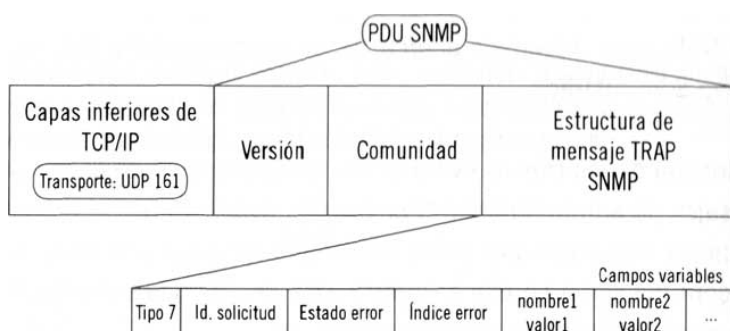 PDU SNMP
Capas inferiores de
TCP/IP
Transporte: UDP 161
Versión
Comunidad
Estructura de
mensaje TRAP
SNMP
Campos variables
Tipo 7
Id. solicitud
Estado error
Índice error
nombre1
valor1
nombre2
valor2
...